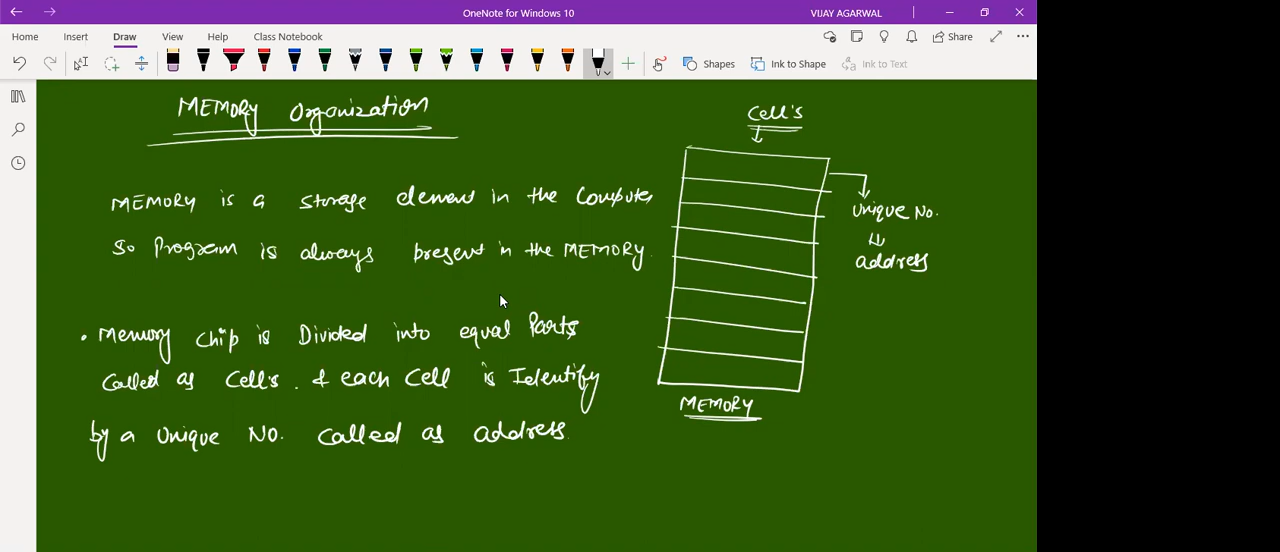 OneNote for Windows 10
VIJAY AGARWAL
Home Insert Draw View Help Class Notebook
Share
Shapes Ink to Shape Ink to Text
MEMORY Organization
MEMORY is a storage element in the Computer
So Program is always present in the MEMORY.
• Memory chip is Divided into equal Parts
Called as Cell's. & each Cell is Identify
by a Unique No. Called as address.
Cell's
Unique No.
address
MEMORY